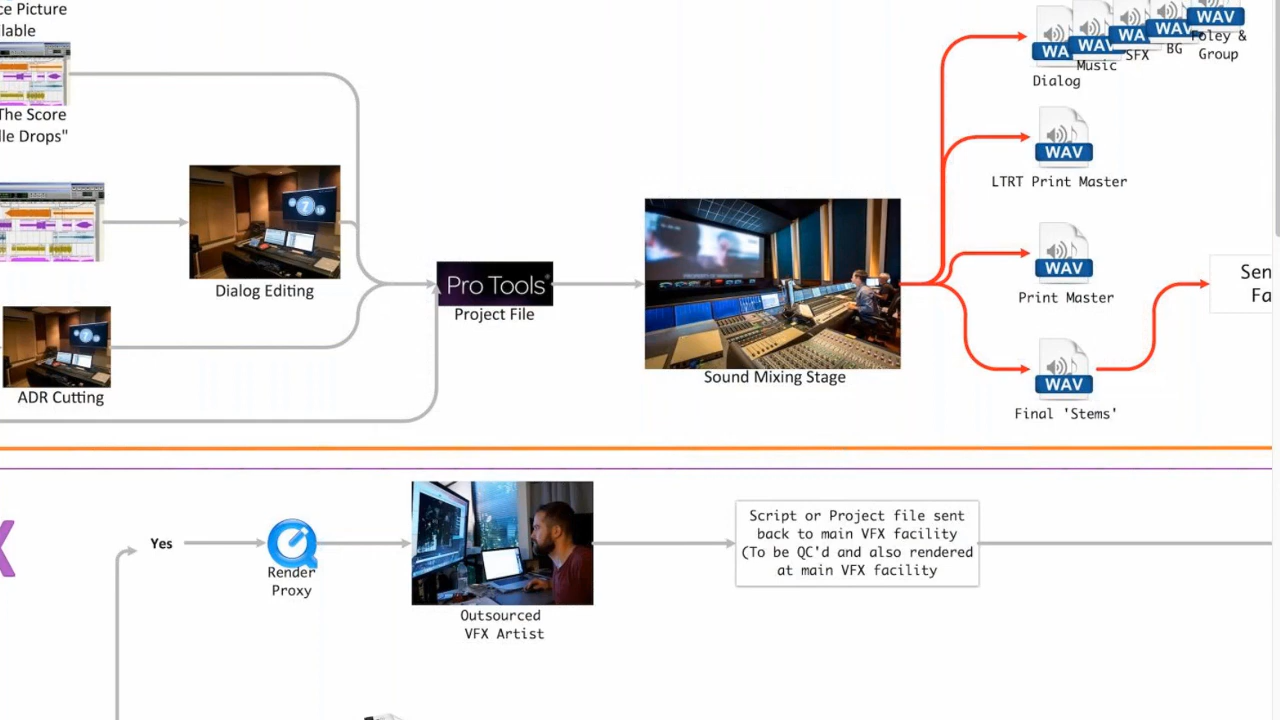 ce Picture
lable
The Score
lle Drops"
Dialog Editing
ADR Cutting
Pro Tools
Project File
Sound Mixing Stage
WAV
WAV
WAV
WAV
WA
WA
Foley &
Group
BG
SFX
Music
Dialog
WAV
LTRT Print Master
WAV
Print Master
WAV
Final 'Stems'
Sen
Fa
X
Yes
Render
Proxy
Outsourced
VFX Artist
Script or Project file sent
back to main VFX facility
(To be QC'd and also rendered
at main VFX facility